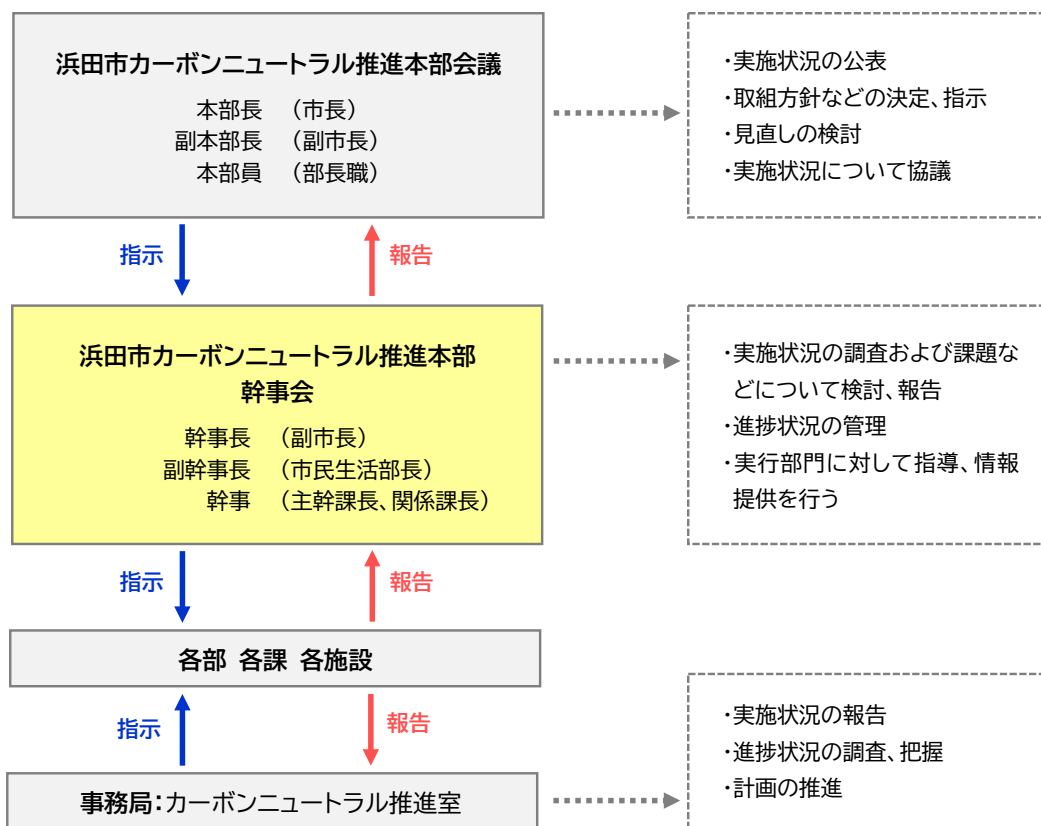 浜田市カーボンニュートラル推進本部会議
本部長 （市長）
副本部長 （副市長）
本部員 （部長職）
・実施状況の公表
・取組方針などの決定、指示
・見直しの検討
・実施状況について協議
指示
報告
浜田市カーボンニュートラル推進本部
幹事会
幹事長 （副市長）
副幹事長 （市民生活部長）
幹事 （主幹課長、関係課長）
・実施状況の調査および課題な
どについて検討、報告
・進捗状況の管理
・実行部門に対して指導、情報
提供を行う
指示
報告
各部 各課 各施設
指示
報告
事務局：カーボンニュートラル推進室
・実施状況の報告
・進捗状況の調査、把握
・計画の推進